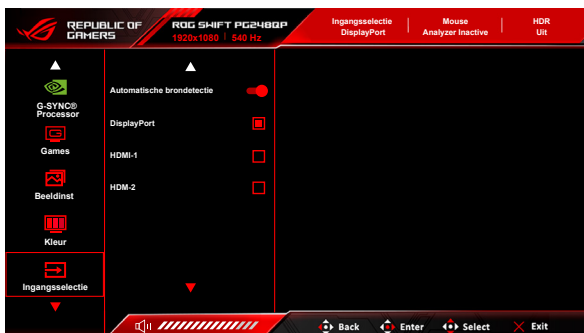 REPUBLIC OF
GAMERS
ROG SWIFT PG248QP
1920x1080 | 540 Hz
Ingangsselectie
DisplayPort
Mouse
Analyzer Inactive
HDR
Uit
G-SYNC®
Processor
Games
Beeldinst
Kleur
Ingangsselectie
Automatische brondetectie
DisplayPort
HDMI-1
HDM-2
Back
Enter
Select
Exit